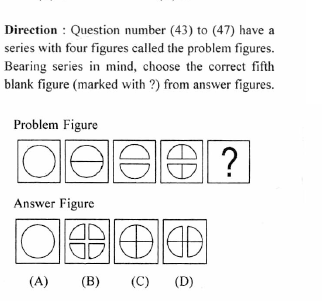 Direction : Question number (43) to (47) have a
series with four figures called the problem figures.
Bearing series in mind, choose the correct fifth
blank figure (marked with ?) from answer figures.
Problem Figure
?
Answer Figure
(A) (B) (C) (D)